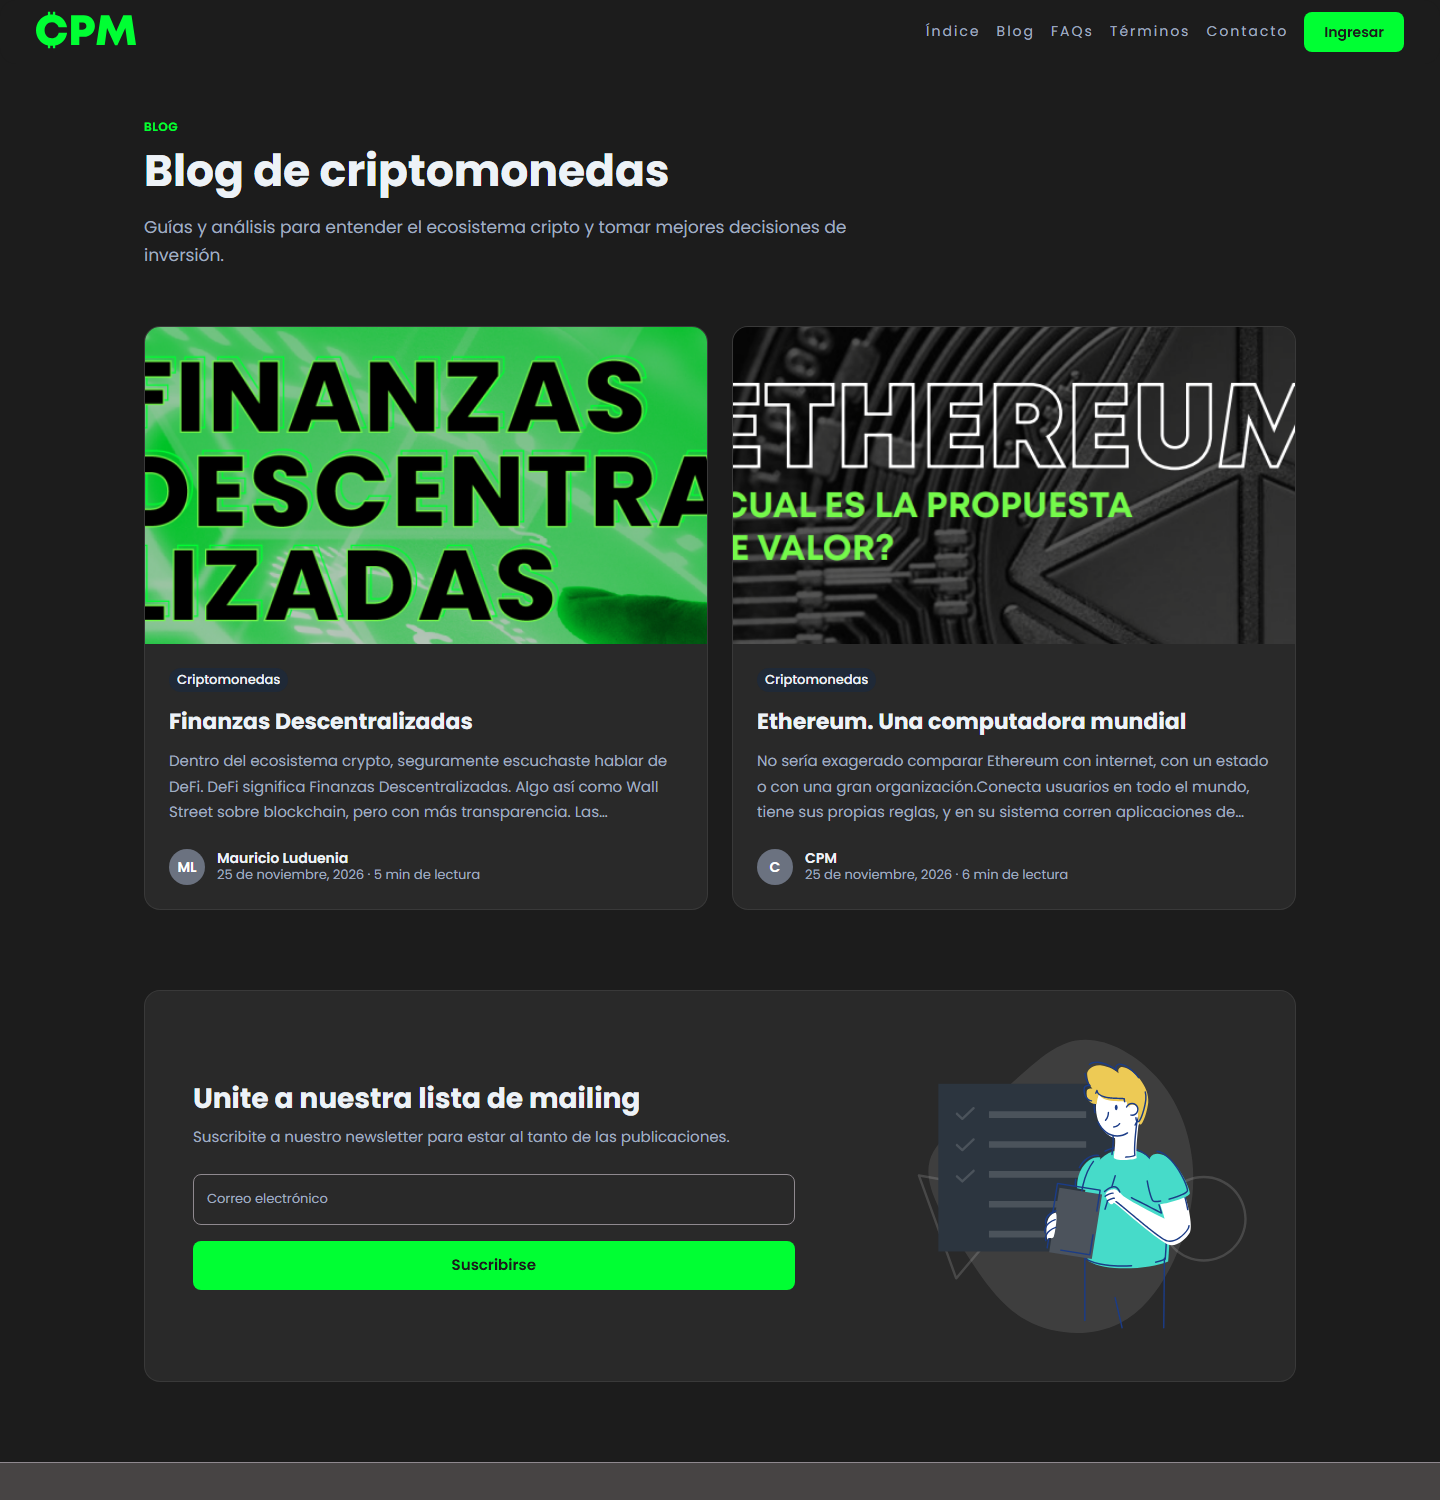 CPM
Índice Blog FAQs Términos Contacto Ingresar
BLOG
Blog de criptomonedas
Guías y análisis para entender el ecosistema cripto y tomar mejores decisiones de
inversión.
FINANZAS
DESCENTRA
LIZADAS
Criptomonedas
Finanzas Descentralizadas
Dentro del ecosistema crypto, seguramente escuchaste hablar de
DeFi. DeFi significa Finanzas Descentralizadas. Algo así como Wall
Street sobre blockchain, pero con más transparencia. Las...
ML
Mauricio Luduenia
25 de noviembre, 2026 · 5 min de lectura
ETHEREUM
CUAL ES LA PROPUESTA
E VALOR?
Criptomonedas
Ethereum. Una computadora mundial
No sería exagerado comparar Ethereum con internet, con un estado
o con una gran organización.Conecta usuarios en todo el mundo,
tiene sus propias reglas, y en su sistema corren aplicaciones de...
C
CPM
25 de noviembre, 2026 · 6 min de lectura
Unite a nuestra lista de mailing
Suscribite a nuestro newsletter para estar al tanto de las publicaciones.
Correo electrónico
Suscribirse